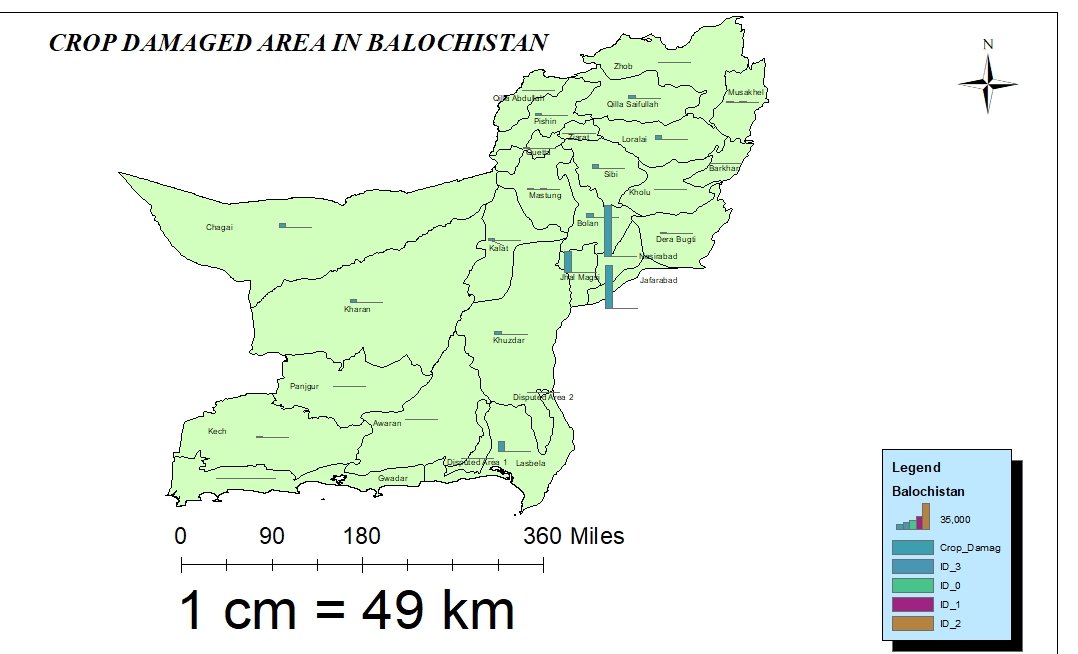 CROP DAMAGED AREA IN BALOCHISTAN
N
Zhob
Musakhel
Qilla Abdullah
Qilla Saifullah
Pishin
Ziarat
Loralai
Quetta
Barkhan
Sibi
Kholu
Mastung
Bolan
Chagai
Dera Bugti
Kalat
Nasirabad
Jhal Magsi
Jafarabad
Kharan
Khuzdar
Panjgur
Disputed Area 2
Awaran
Kech
Disputed Area 1
Lasbela
Gwadar
0 90 180 360 Miles
1 cm = 49 km
Legend
Balochistan
35,000
Crop_Damag
ID_3
ID_0
ID_1
ID_2